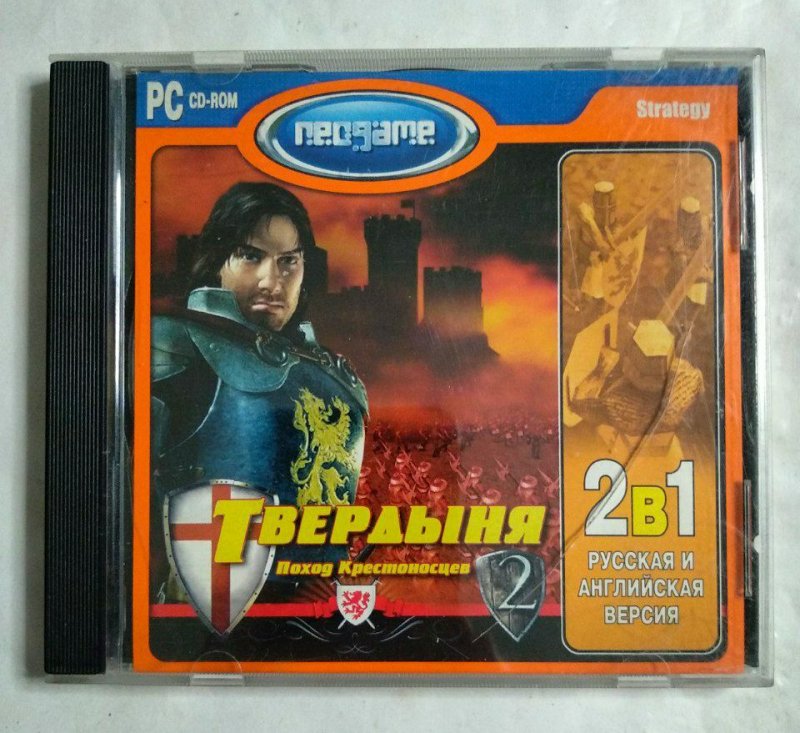 PC CD-ROM
neogame
Strategy
ТВЕРДЫНЯ
Поход Крестоносцев
2
2в1
РУССКАЯ И
АНГЛИЙСКАЯ
ВЕРСИЯ